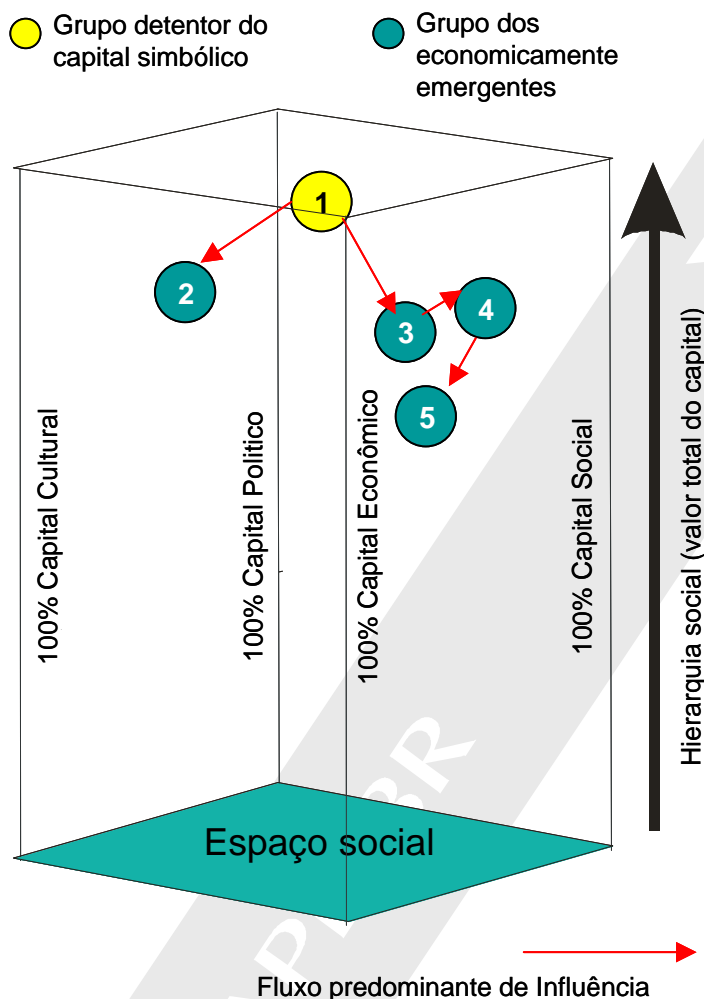 Grupo detentor do
capital simbólico
Grupo dos
economicamente
emergentes
1
2
3
4
5
100% Capital Cultural
100% Capital Politico
100% Capital Econômico
100% Capital Social
Hierarquia social (valor total do capital)
Espaço social
Fluxo predominante de Influência